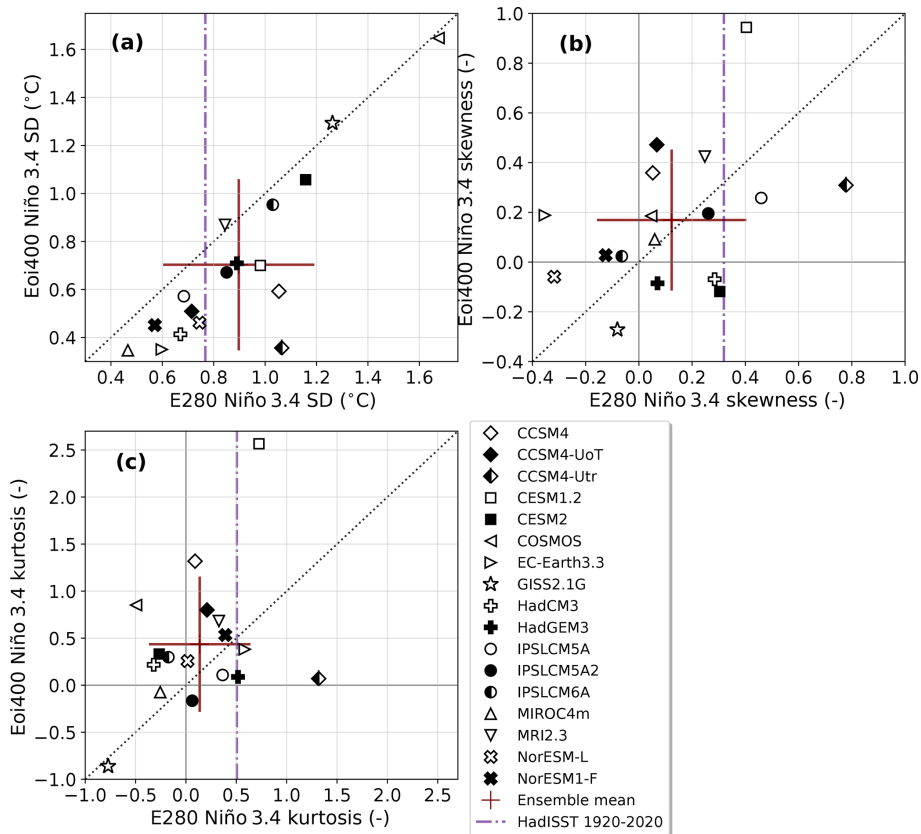 (a)
Eoi400 Niño 3.4 SD (°C)
1.6
1.4
1.2
1.0
0.8
0.6
0.4
0.4 0.6 0.8 1.0 1.2 1.4 1.6
E280 Niño 3.4 SD (°C)
(b)
Eoi400 Niño 3.4 skewness (-)
1.0
0.8
0.6
0.4
0.2
0.0
−0.2
−0.4
−0.4 −0.2 0.0 0.2 0.4 0.6 0.8 1.0
E280 Niño 3.4 skewness (-)
(c)
Eoi400 Niño 3.4 kurtosis (-)
2.5
2.0
1.5
1.0
0.5
0.0
−0.5
−1.0
−1.0 −0.5 0.0 0.5 1.0 1.5 2.0 2.5
E280 Niño 3.4 kurtosis (-)
CCSM4
CCSM4-UoT
CCSM4-Utr
CESM1.2
CESM2
COSMOS
EC-Earth3.3
GISS2.1G
HadCM3
HadGEM3
IPSLCM5A
IPSLCM5A2
IPSLCM6A
MIROC4m
MRI2.3
NorESM-L
NorESM1-F
Ensemble mean
HadISST 1920-2020